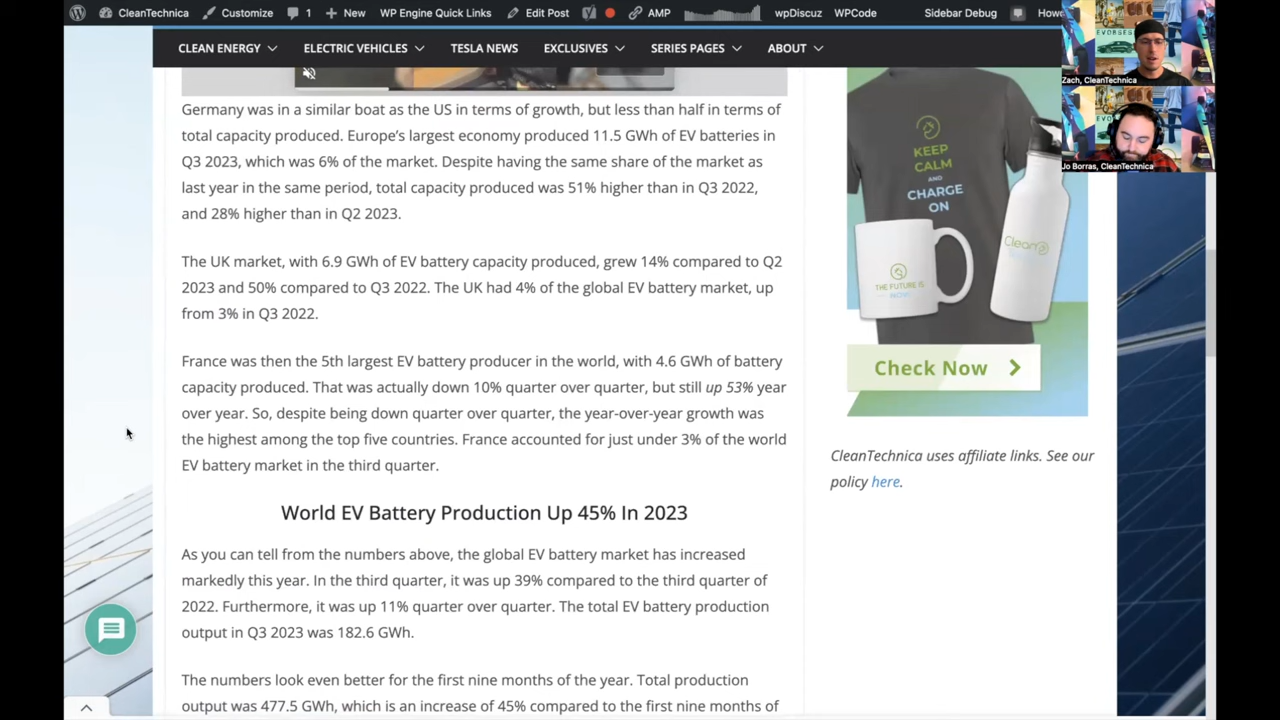 CleanTechnica
Customize
1
New
WP Engine Quick Links
Edit Post
AMP
wpDiscuz
WPCode
Sidebar Debug
CLEAN ENERGY
ELECTRIC VEHICLES
TESLA NEWS
EXCLUSIVES
SERIES PAGES
ABOUT
Zach, CleanTechnica
Jo Borras, CleanTechnica
Germany was in a similar boat as the US in terms of growth, but less than half in terms of
total capacity produced. Europe's largest economy produced 11.5 GWh of EV batteries in
Q3 2023, which was 6% of the market. Despite having the same share of the market as
last year in the same period, total capacity produced was 51% higher than in Q3 2022,
and 28% higher than in Q2 2023.
The UK market, with 6.9 GWh of EV battery capacity produced, grew 14% compared to Q2
2023 and 50% compared to Q3 2022. The UK had 4% of the global EV battery market, up
from 3% in Q3 2022.
France was then the 5th largest EV battery producer in the world, with 4.6 GWh of battery
capacity produced. That was actually down 10% quarter over quarter, but still up 53% year
over year. So, despite being down quarter over quarter, the year-over-year growth was
the highest among the top five countries. France accounted for just under 3% of the world
EV battery market in the third quarter.
World EV Battery Production Up 45% In 2023
As you can tell from the numbers above, the global EV battery market has increased
markedly this year. In the third quarter, it was up 39% compared to the third quarter of
2022. Furthermore, it was up 11% quarter over quarter. The total EV battery production
output in Q3 2023 was 182.6 GWh.
The numbers look even better for the first nine months of the year. Total production
output was 477.5 GWh, which is an increase of 45% compared to the first nine months of
KEEP
CALM
AND
CHARGE
ON
THE FUTURE IS
NOW
Check Now
CleanTechnica uses affiliate links. See our
policy here.